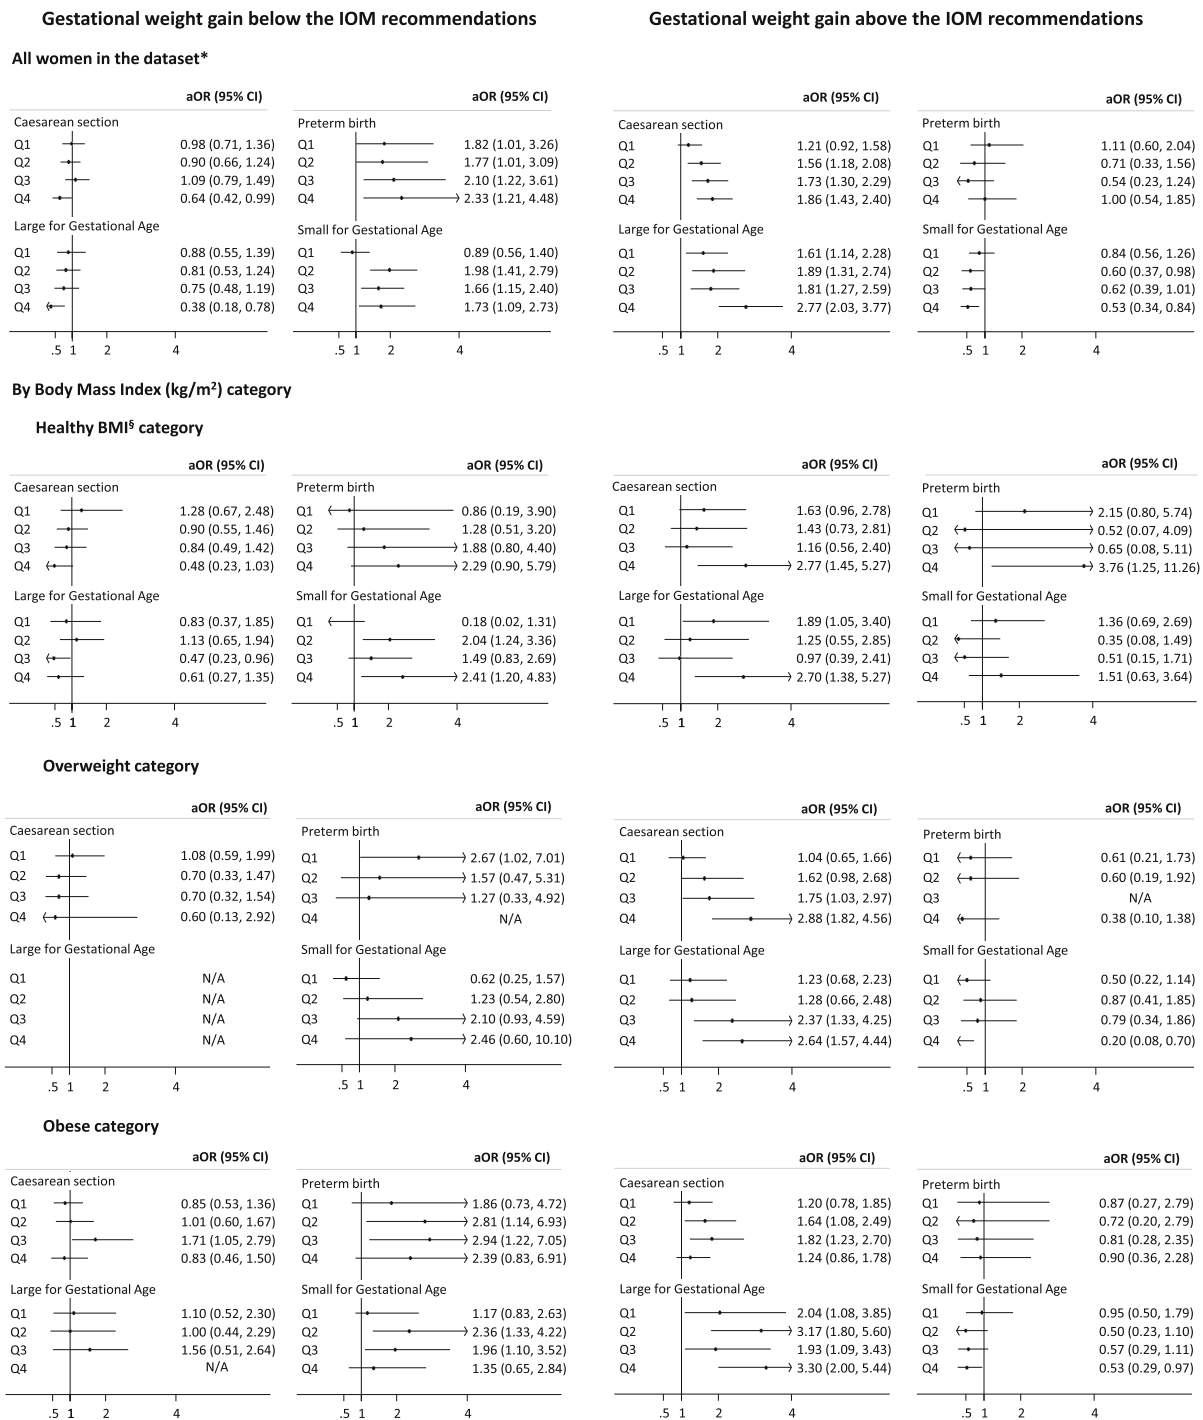 Gestational weight gain below the IOM recommendations
Gestational weight gain above the IOM recommendations
All women in the dataset*
aOR (95% CI)
Caesarean section
Q1 0.98 (0.71, 1.36)
Q2 0.90 (0.66, 1.24)
Q3 1.09 (0.79, 1.49)
Q4 0.64 (0.42, 0.99)
Large for Gestational Age
Q1 0.88 (0.55, 1.39)
Q2 0.81 (0.53, 1.24)
Q3 0.75 (0.48, 1.19)
Q4 0.38 (0.18, 0.78)
.5 1 2 4
aOR (95% CI)
Preterm birth
Q1 1.82 (1.01, 3.26)
Q2 1.77 (1.01, 3.09)
Q3 2.10 (1.22, 3.61)
Q4 2.33 (1.21, 4.48)
Small for Gestational Age
Q1 0.89 (0.56, 1.40)
Q2 1.98 (1.41, 2.79)
Q3 1.66 (1.15, 2.40)
Q4 1.73 (1.09, 2.73)
.5 1 2 4
aOR (95% CI)
Caesarean section
Q1 1.21 (0.92, 1.58)
Q2 1.56 (1.18, 2.08)
Q3 1.73 (1.30, 2.29)
Q4 1.86 (1.43, 2.40)
Large for Gestational Age
Q1 1.61 (1.14, 2.28)
Q2 1.89 (1.31, 2.74)
Q3 1.81 (1.27, 2.59)
Q4 2.77 (2.03, 3.77)
.5 1 2 4
aOR (95% CI)
Preterm birth
Q1 1.11 (0.60, 2.04)
Q2 0.71 (0.33, 1.56)
Q3 0.54 (0.23, 1.24)
Q4 1.00 (0.54, 1.85)
Small for Gestational Age
Q1 0.84 (0.56, 1.26)
Q2 0.60 (0.37, 0.98)
Q3 0.62 (0.39, 1.01)
Q4 0.53 (0.34, 0.84)
.5 1 2 4
By Body Mass Index (kg/m²) category
Healthy BMI§ category
aOR (95% CI)
Caesarean section
Q1 1.28 (0.67, 2.48)
Q2 0.90 (0.55, 1.46)
Q3 0.84 (0.49, 1.42)
Q4 0.48 (0.23, 1.03)
Large for Gestational Age
Q1 0.83 (0.37, 1.85)
Q2 1.13 (0.65, 1.94)
Q3 0.47 (0.23, 0.96)
Q4 0.61 (0.27, 1.35)
.5 1 2 4
aOR (95% CI)
Preterm birth
Q1 0.86 (0.19, 3.90)
Q2 1.28 (0.51, 3.20)
Q3 1.88 (0.80, 4.40)
Q4 2.29 (0.90, 5.79)
Small for Gestational Age
Q1 0.18 (0.02, 1.31)
Q2 2.04 (1.24, 3.36)
Q3 1.49 (0.83, 2.69)
Q4 2.41 (1.20, 4.83)
.5 1 2 4
aOR (95% CI)
Caesarean section
Q1 1.63 (0.96, 2.78)
Q2 1.43 (0.73, 2.81)
Q3 1.16 (0.56, 2.40)
Q4 2.77 (1.45, 5.27)
Large for Gestational Age
Q1 1.89 (1.05, 3.40)
Q2 1.25 (0.55, 2.85)
Q3 0.97 (0.39, 2.41)
Q4 2.70 (1.38, 5.27)
.5 1 2 4
aOR (95% CI)
Preterm birth
Q1 2.15 (0.80, 5.74)
Q2 0.52 (0.07, 4.09)
Q3 0.65 (0.08, 5.11)
Q4 3.76 (1.25, 11.26)
Small for Gestational Age
Q1 1.36 (0.69, 2.69)
Q2 0.35 (0.08, 1.49)
Q3 0.51 (0.15, 1.71)
Q4 1.51 (0.63, 3.64)
.5 1 2 4
Overweight category
aOR (95% CI)
Caesarean section
Q1 1.08 (0.59, 1.99)
Q2 0.70 (0.33, 1.47)
Q3 0.70 (0.32, 1.54)
Q4 0.60 (0.13, 2.92)
Large for Gestational Age
Q1 N/A
Q2 N/A
Q3 N/A
Q4 N/A
.5 1 2 4
aOR (95% CI)
Preterm birth
Q1 2.67 (1.02, 7.01)
Q2 1.57 (0.47, 5.31)
Q3 1.27 (0.33, 4.92)
Q4 N/A
Small for Gestational Age
Q1 0.62 (0.25, 1.57)
Q2 1.23 (0.54, 2.80)
Q3 2.10 (0.93, 4.59)
Q4 2.46 (0.60, 10.10)
.5 1 2 4
aOR (95% CI)
Caesarean section
Q1 1.04 (0.65, 1.66)
Q2 1.62 (0.98, 2.68)
Q3 1.75 (1.03, 2.97)
Q4 2.88 (1.82, 4.56)
Large for Gestational Age
Q1 1.23 (0.68, 2.23)
Q2 1.28 (0.66, 2.48)
Q3 2.37 (1.33, 4.25)
Q4 2.64 (1.57, 4.44)
.5 1 2 4
aOR (95% CI)
Preterm birth
Q1 0.61 (0.21, 1.73)
Q2 0.60 (0.19, 1.92)
Q3 N/A
Q4 0.38 (0.10, 1.38)
Small for Gestational Age
Q1 0.50 (0.22, 1.14)
Q2 0.87 (0.41, 1.85)
Q3 0.79 (0.34, 1.86)
Q4 0.20 (0.08, 0.70)
.5 1 2 4
Obese category
aOR (95% CI)
Caesarean section
Q1 0.85 (0.53, 1.36)
Q2 1.01 (0.60, 1.67)
Q3 1.71 (1.05, 2.79)
Q4 0.83 (0.46, 1.50)
Large for Gestational Age
Q1 1.10 (0.52, 2.30)
Q2 1.00 (0.44, 2.29)
Q3 1.56 (0.51, 2.64)
Q4 N/A
.5 1 2 4
aOR (95% CI)
Preterm birth
Q1 1.86 (0.73, 4.72)
Q2 2.81 (1.14, 6.93)
Q3 2.94 (1.22, 7.05)
Q4 2.39 (0.83, 6.91)
Small for Gestational Age
Q1 1.17 (0.83, 2.63)
Q2 2.36 (1.33, 4.22)
Q3 1.96 (1.10, 3.52)
Q4 1.35 (0.65, 2.84)
.5 1 2 4
aOR (95% CI)
Caesarean section
Q1 1.20 (0.78, 1.85)
Q2 1.64 (1.08, 2.49)
Q3 1.82 (1.23, 2.70)
Q4 1.24 (0.86, 1.78)
Large for Gestational Age
Q1 2.04 (1.08, 3.85)
Q2 3.17 (1.80, 5.60)
Q3 1.93 (1.09, 3.43)
Q4 3.30 (2.00, 5.44)
.5 1 2 4
aOR (95% CI)
Preterm birth
Q1 0.87 (0.27, 2.79)
Q2 0.72 (0.20, 2.79)
Q3 0.81 (0.28, 2.35)
Q4 0.90 (0.36, 2.28)
Small for Gestational Age
Q1 0.95 (0.50, 1.79)
Q2 0.50 (0.23, 1.10)
Q3 0.57 (0.29, 1.11)
Q4 0.53 (0.29, 0.97)
.5 1 2 4